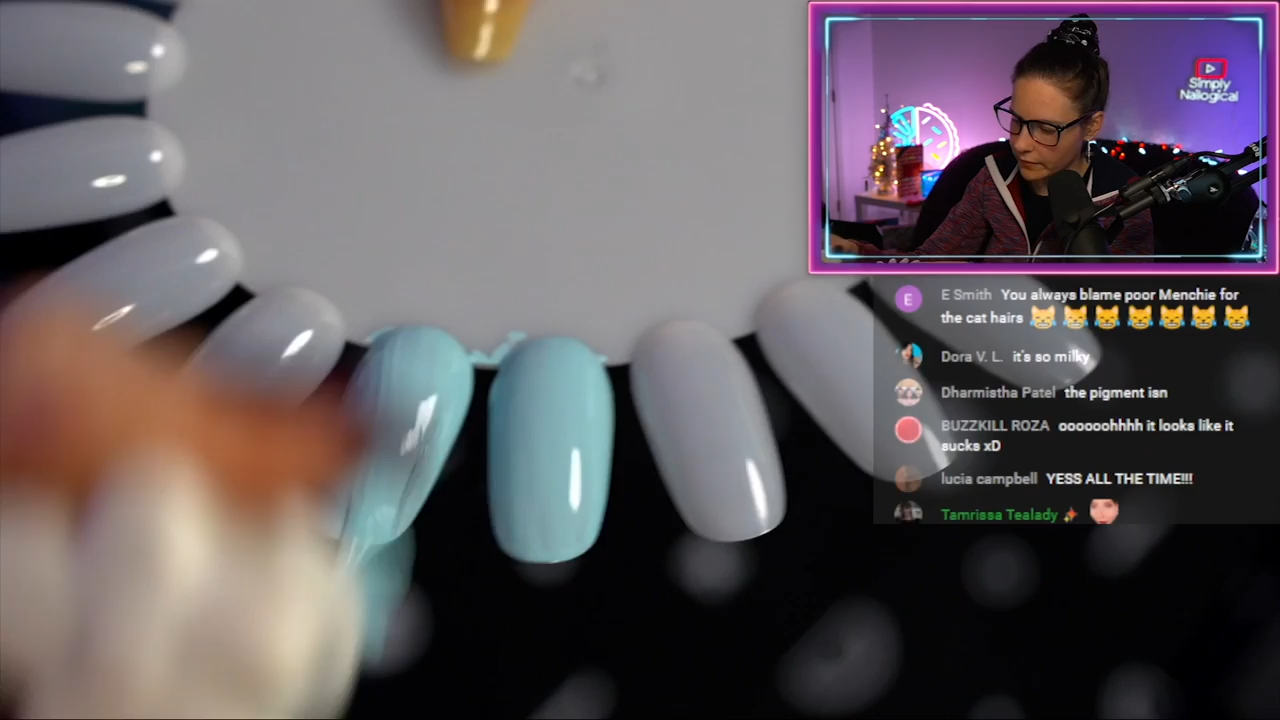 Simply
Nailogical
E
E Smith You always blame poor Menchie for
the cat hairs 😹 😹 😹 😹 😹 😹 😹
Dora V. L. it's so milky
Dharmistha Patel the pigment isn
BUZZKILL ROZA oooooohhhh it looks like it
sucks xD
lucia campbell YESS ALL THE TIME!!!
Tamrissa Tealady ✨